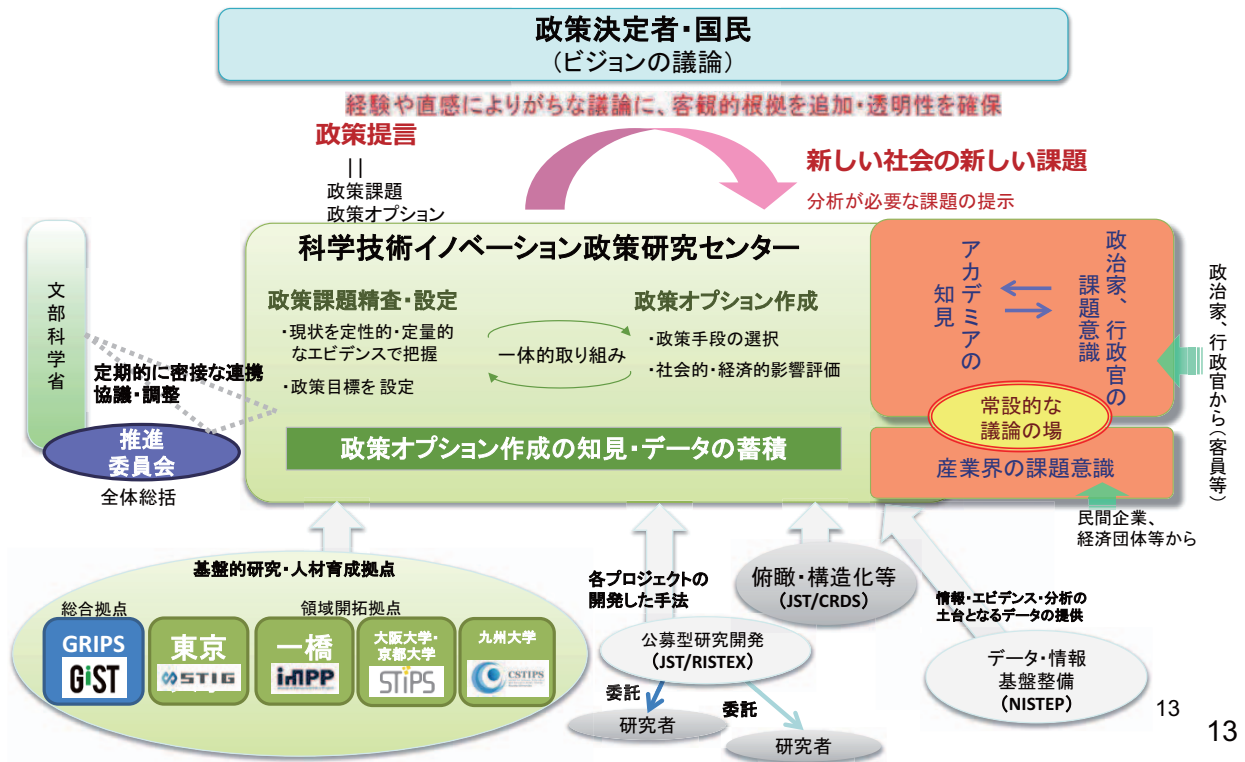 政策決定者・国民
（ビジョンの議論）
経験や直感によりがちな議論に、客観的根拠を追加・透明性を確保
政策提言
||
政策課題
政策オプション
新しい社会の新しい課題
分析が必要な課題の提示
文部科学省
定期的に密接な連携
協議・調整
推進
委員会
全体総括
科学技術イノベーション政策研究センター
政策課題精査・設定
・現状を定性的・定量的
なエビデンスで把握
・政策目標を 設定
一体的取り組み
政策オプション作成
・政策手段の選択
・社会的・経済的影響評価
政策オプション作成の知見・データの蓄積
政治家、行政官の
課題意識
アカデミアの
知見
常設的な
議論の場
産業界の課題意識
政治家、行政官から（客員等）
民間企業、
経済団体等から
基盤的研究・人材育成拠点
総合拠点
領域開拓拠点
GRIPS
GiST
東京
STIG
一橋
imPP
大阪大学・
京都大学
STiPS
九州大学
CSTIPS
各プロジェクトの
開発した手法
公募型研究開発
（JST/RISTEX）
委託
研究者
委託
研究者
俯瞰・構造化等
（JST/CRDS）
情報・エビデンス・分析の
土台となるデータの提供
データ・情報
基盤整備
（NISTEP）
13
13